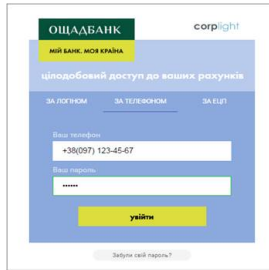 ОЩАДБАНК
corplight
МІЙ БАНК. МОЯ КРАЇНА
цілодобовий доступ до ваших рахунків
ЗА ЛОГІНОМ ЗА ТЕЛЕФОНОМ ЗА ЕЦП
Ваш телефон
+38(097) 123-45-67
Ваш пароль
••••••
увійти
Забули свій пароль?